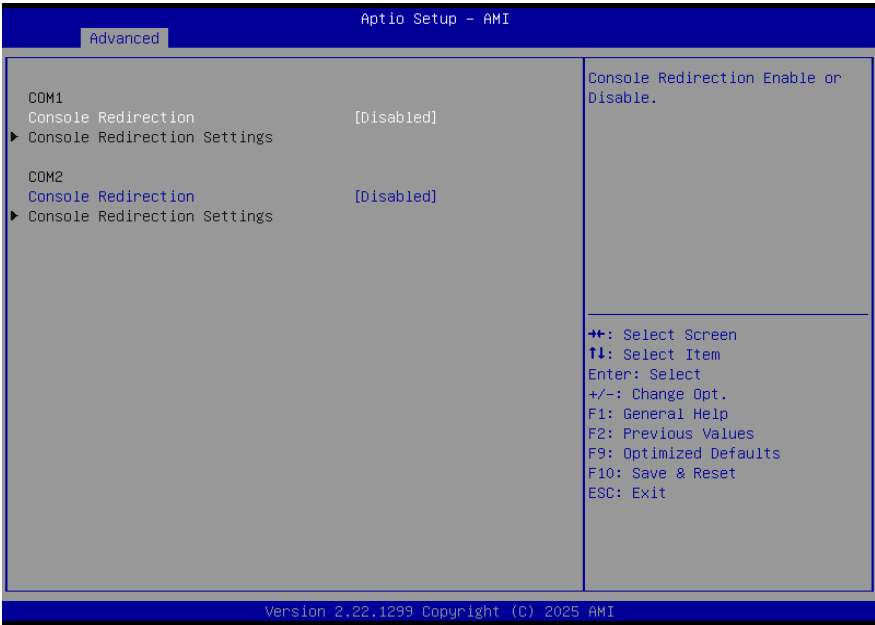 Aptio Setup – AMI
Advanced
COM1
Console Redirection [Disabled]
▶ Console Redirection Settings
COM2
Console Redirection [Disabled]
▶ Console Redirection Settings
Console Redirection Enable or
Disable.
→←: Select Screen
↑↓: Select Item
Enter: Select
+/-: Change Opt.
F1: General Help
F2: Previous Values
F9: Optimized Defaults
F10: Save & Reset
ESC: Exit
Version 2.22.1299 Copyright (C) 2025 AMI